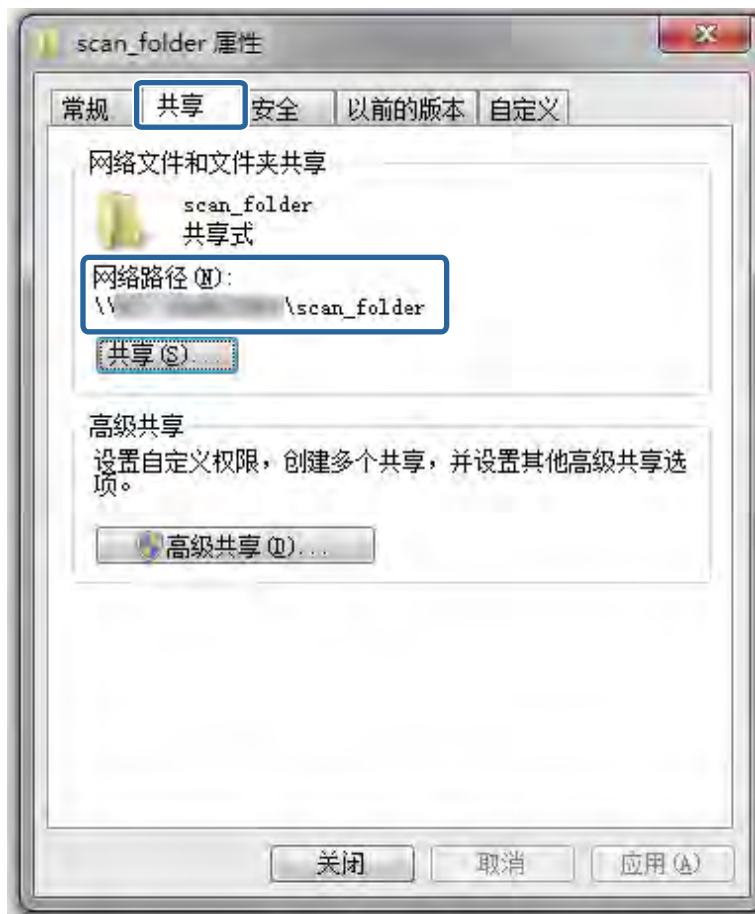 scan_folder 属性
常规 共享 安全 以前的版本 自定义
网络文件和文件夹共享
scan_folder
共享式
网络路径(N):
\\ \scan_folder
共享(S)...
高级共享
设置自定义权限，创建多个共享，并设置其他高级共享选
项。
高级共享(D)...
关闭 取消 应用(A)